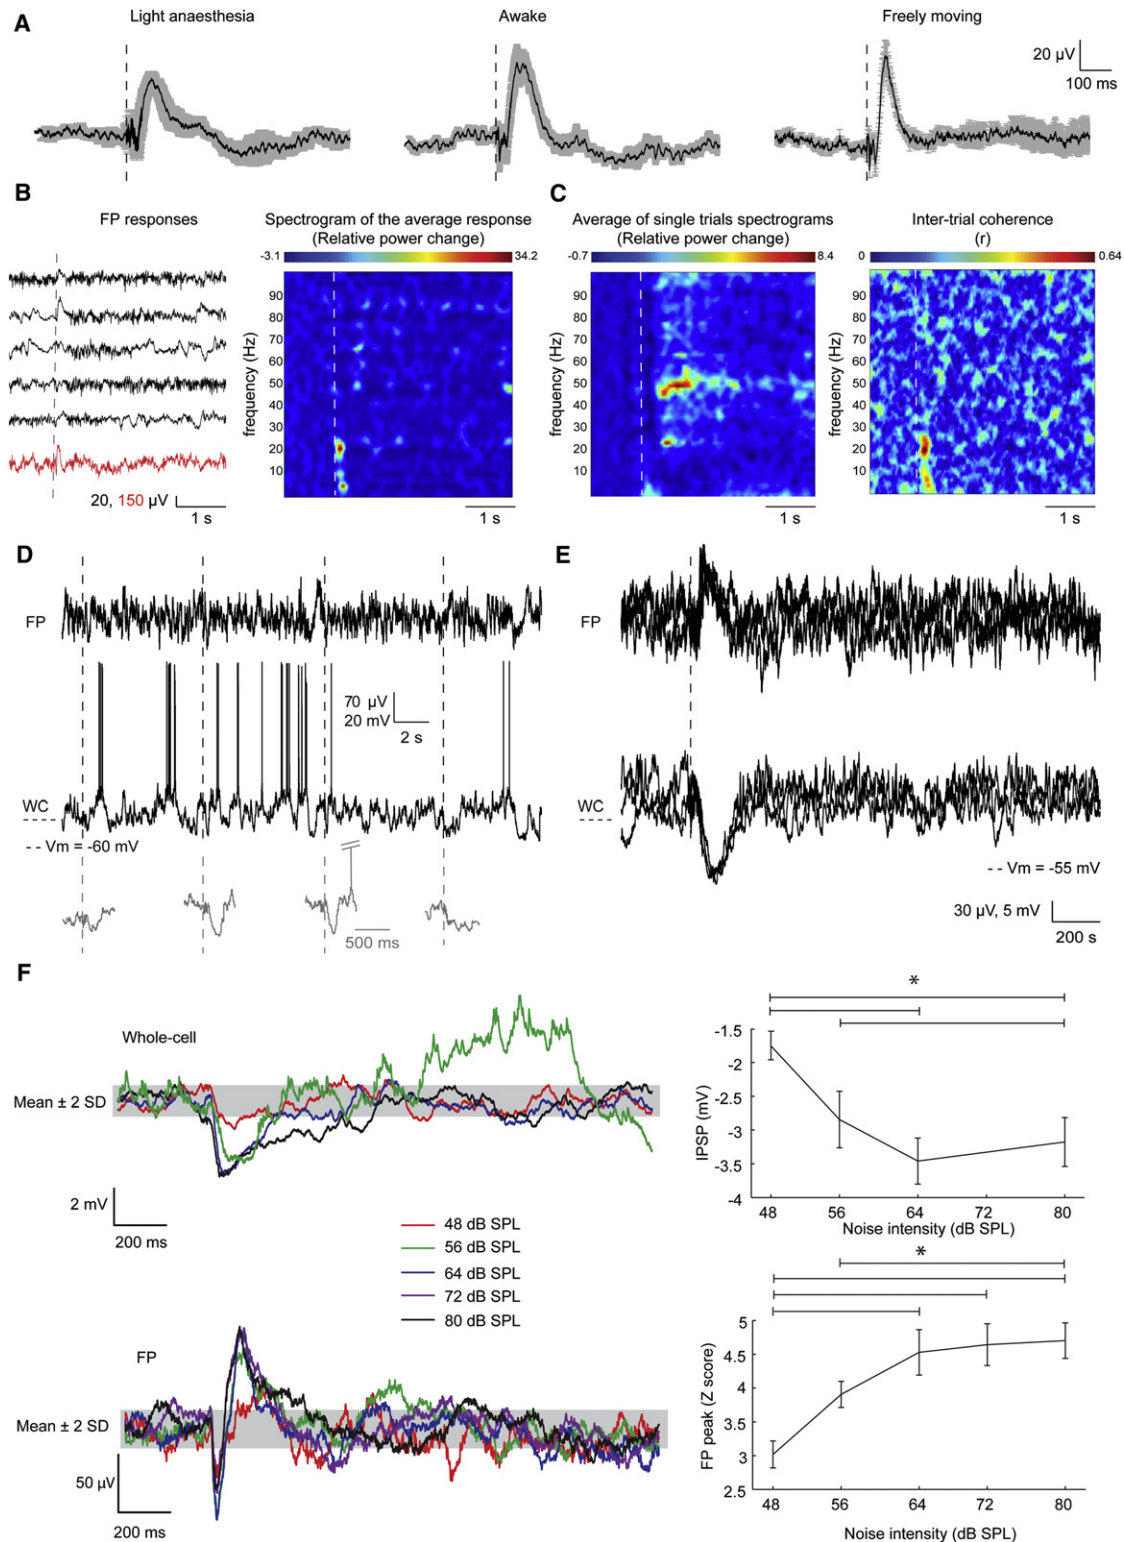 A
Light anaesthesia
Awake
Freely moving
20 µV
100 ms
B
FP responses
Spectrogram of the average response
(Relative power change)
-3.1
34.2
frequency (Hz)
90
80
70
60
50
40
30
20
10
20, 150 µV
1 s
1 s
C
Average of single trials spectrograms
(Relative power change)
-0.7
8.4
frequency (Hz)
90
80
70
60
50
40
30
20
10
1 s
Inter-trial coherence
(r)
0
0.64
frequency (Hz)
90
80
70
60
50
40
30
20
10
1 s
D
FP
70 µV
20 mV
2 s
WC
-- Vm = -60 mV
500 ms
E
FP
WC
-- Vm = -55 mV
30 µV, 5 mV
200 s
F
Whole-cell
Mean ± 2 SD
2 mV
200 ms
48 dB SPL
56 dB SPL
64 dB SPL
72 dB SPL
80 dB SPL
FP
Mean ± 2 SD
50 µV
200 ms
*
IPSP (mV)
-1.5
-2
-2.5
-3
-3.5
-4
48
56
64
72
80
Noise intensity (dB SPL)
*
FP peak (Z score)
5
4.5
4
3.5
3
2.5
48
56
64
72
80
Noise intensity (dB SPL)